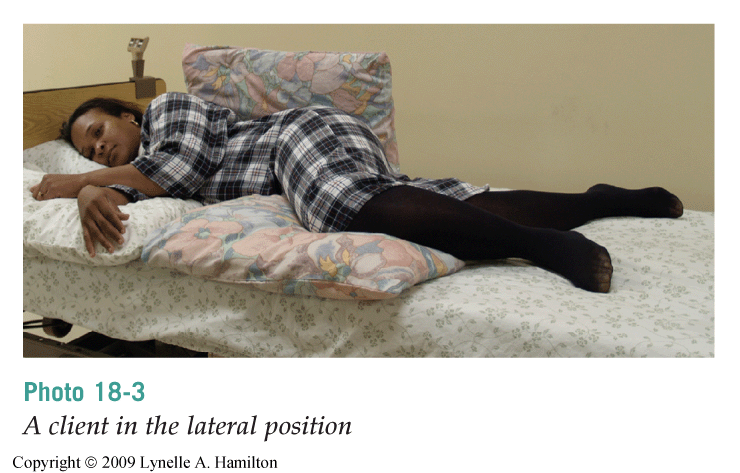 Photo 18-3
A client in the lateral position
Copyright © 2009 Lynelle A. Hamilton